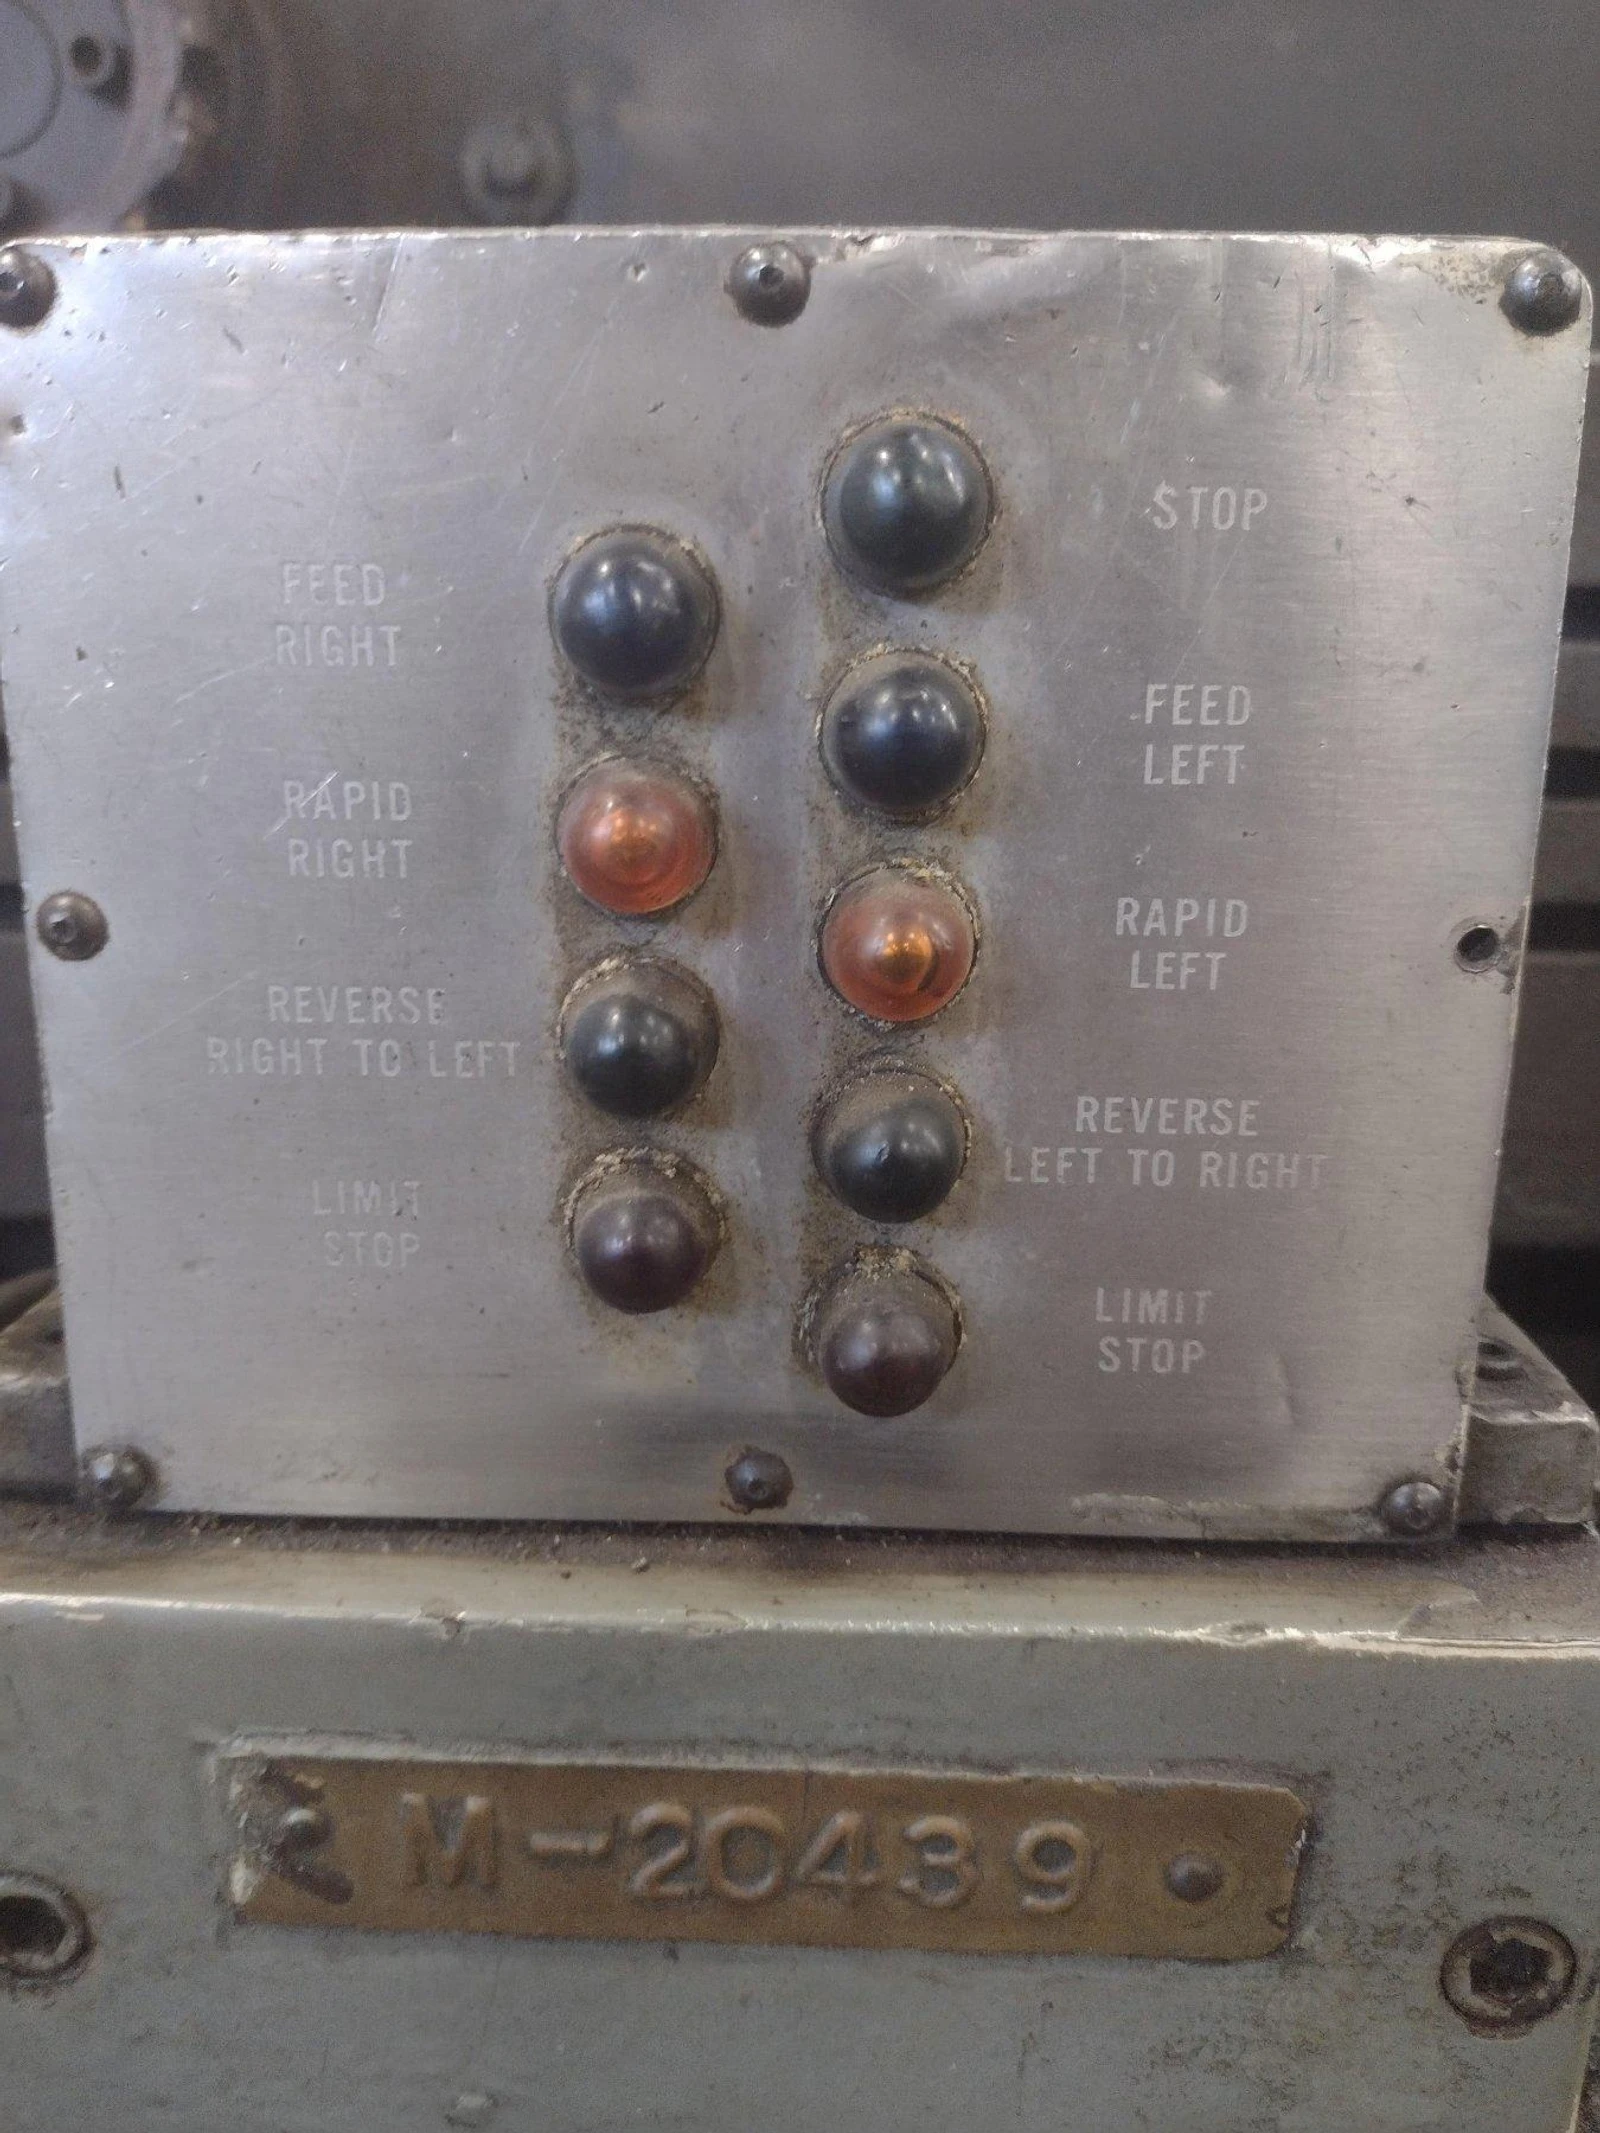 STOP
FEED
RIGHT
FEED
LEFT
RAPID
RIGHT
RAPID
LEFT
REVERSE
RIGHT TO LEFT
REVERSE
LEFT TO RIGHT
LIMIT
STOP
LIMIT
STOP
M-20439